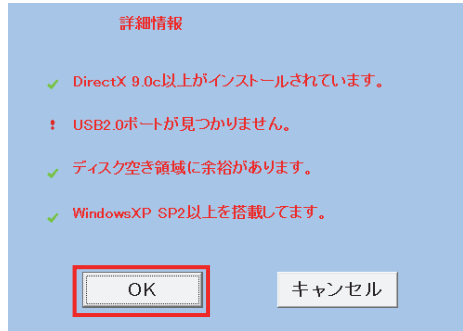 詳細情報
DirectX 9.0c以上がインストールされています。
USB2.0ポートが見つかりません。
ディスク空き領域に余裕があります。
WindowsXP SP2以上を搭載してます。
OK
キャンセル